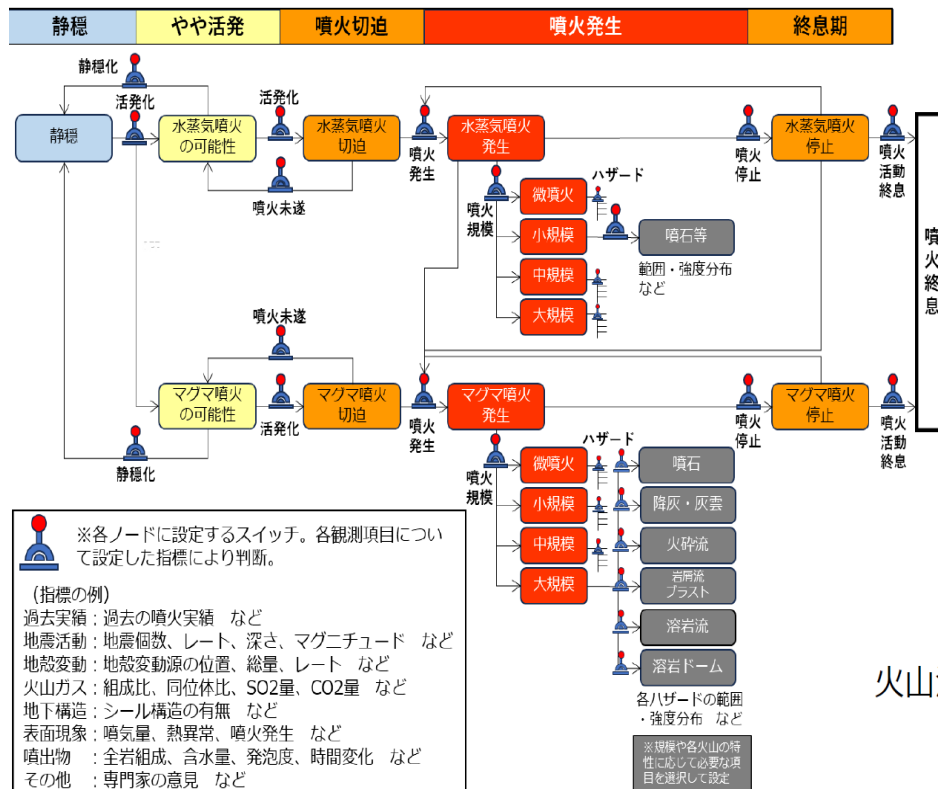 静穏
やや活発
噴火切迫
噴火発生
終息期
静穏化
活発化
静穏
水蒸気噴火
の可能性
活発化
水蒸気噴火
切迫
噴火未遂
噴火
発生
水蒸気噴火
発生
噴火
規模
微噴火
小規模
中規模
大規模
ハザード
噴石等
範囲・強度分布
など
噴火
停止
水蒸気噴火
停止
噴火
活動
終息
噴火終息
噴火未遂
マグマ噴火
の可能性
静穏化
活発化
マグマ噴火
切迫
噴火
発生
マグマ噴火
発生
噴火
規模
微噴火
小規模
中規模
大規模
ハザード
噴石
降灰・灰雲
火砕流
岩屑流
ブラスト
溶岩流
溶岩ドーム
各ハザードの範囲
・強度分布 など
※規模や各火山の特
性に応じて必要な項
目を選択して設定
噴火
停止
マグマ噴火
停止
噴火
活動
終息
※各ノードに設定するスイッチ。各観測項目につい
て設定した指標により判断。
(指標の例)
過去実績：過去の噴火実績 など
地震活動：地震個数、レート、深さ、マグニチュード など
地殻変動：地殻変動源の位置、総量、レート など
火山ガス：組成比、同位体比、SO2量、CO2量 など
地下構造：シール構造の有無 など
表面現象：噴気量、熱異常、噴火発生 など
噴出物 ：全岩組成、含水量、発泡度、時間変化 など
その他 ：専門家の意見 など
火山